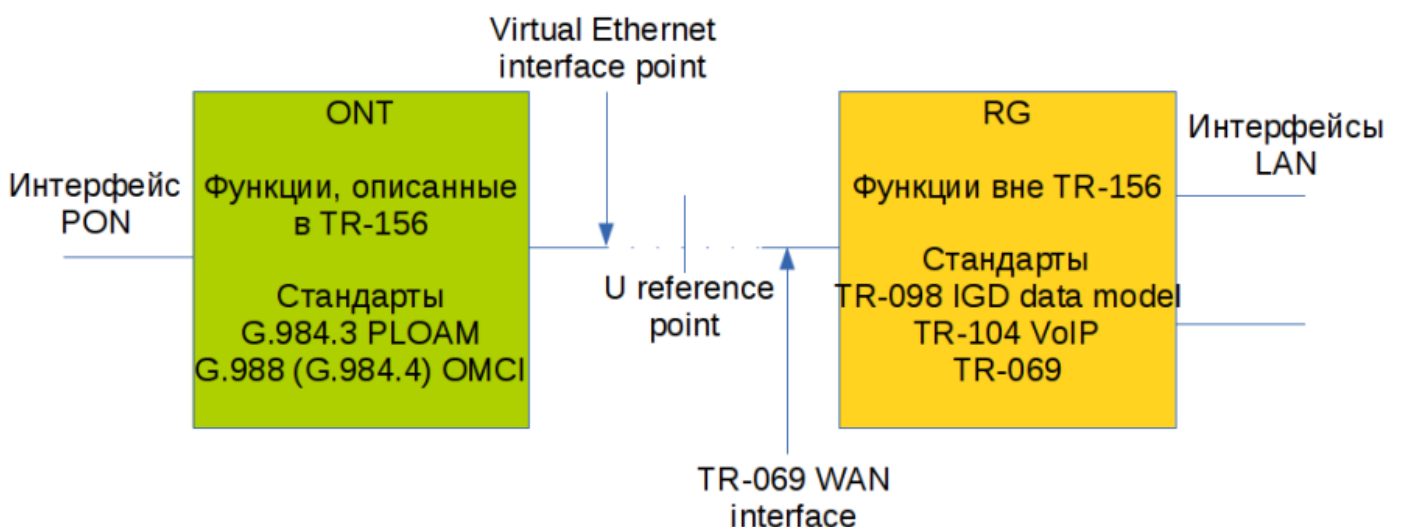 Virtual Ethernet
interface point
ONT
Функции, описанные
в TR-156
Стандарты
G.984.3 PLOAM
G.988 (G.984.4) OMCI
Интерфейс
PON
U reference
point
TR-069 WAN
interface
RG
Функции вне TR-156
Стандарты
TR-098 IGD data model
TR-104 VoIP
TR-069
Интерфейсы
LAN